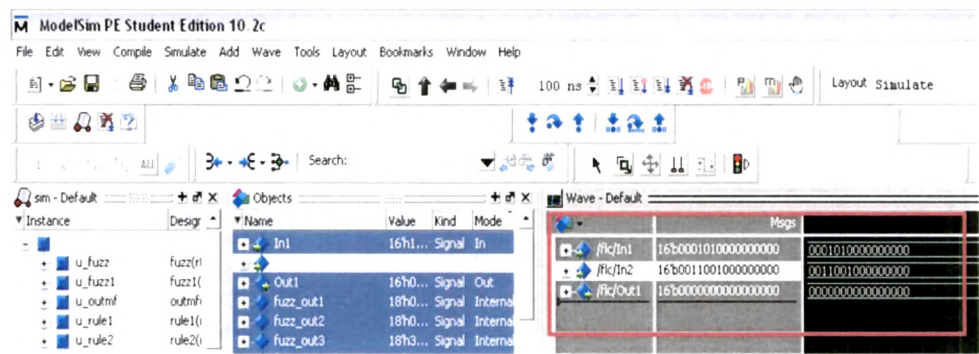 ModelSim PE Student Edition 10.2c
File Edit View Compile Simulate Add Wave Tools Layout Bookmarks Window Help
100 ns Layout Simulate
ALL Search:
sim - Default Objects Wave - Default
Instance Desigr Name Value Kind Mode Msgs
In1 16'h1... Signal In /flc/In1 16'b0001010000000000 0001010000000000
u_fuzz fuzz(rl /flc/In2 16'b0011001000000000 0011001000000000
u_fuzz1 fuzz1( Out1 16'h0... Signal Out /flc/Out1 16'b0000000000000000 0000000000000000
u_outmf outmf( fuzz_out1 18'h0... Signal Interna
u_rule1 rule1(i fuzz_out2 18'h0... Signal Interna
u_rule2 rule2(i fuzz_out3 18'h3... Signal Interna